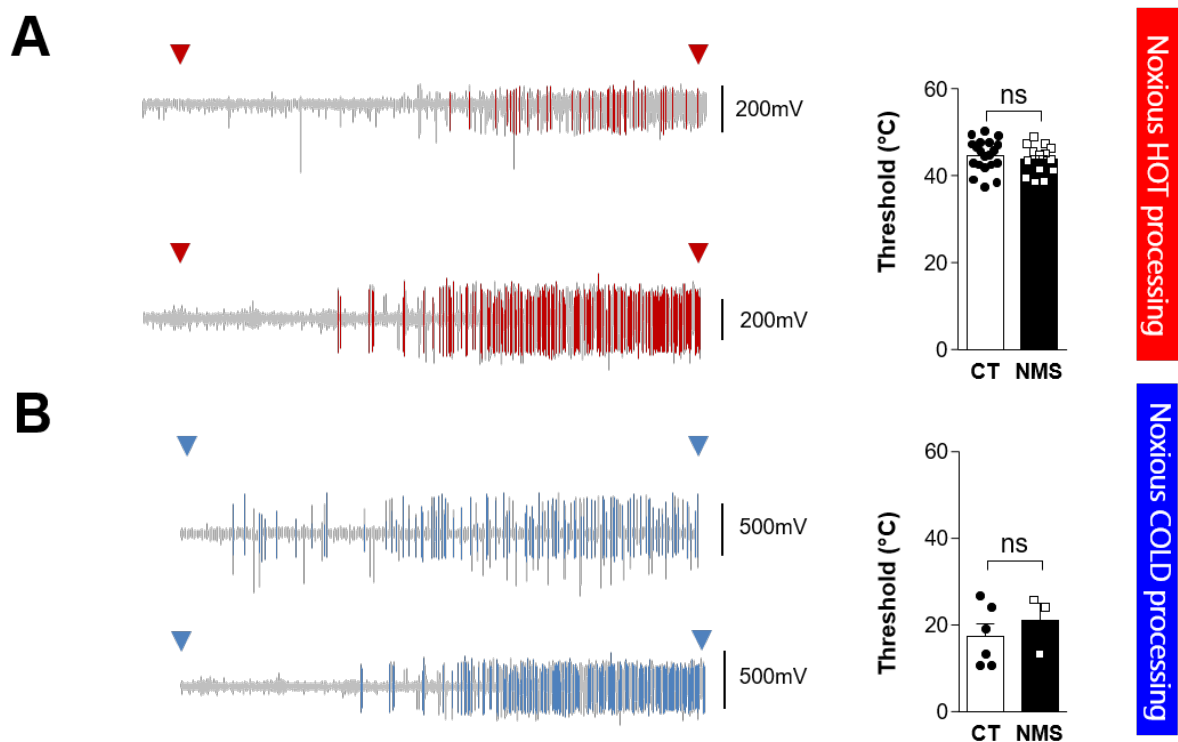 A
200mV
200mV
Threshold (°C)
60
40
20
0
ns
CT NMS
Noxious HOT processing
B
500mV
500mV
Threshold (°C)
60
40
20
0
ns
CT NMS
Noxious COLD processing